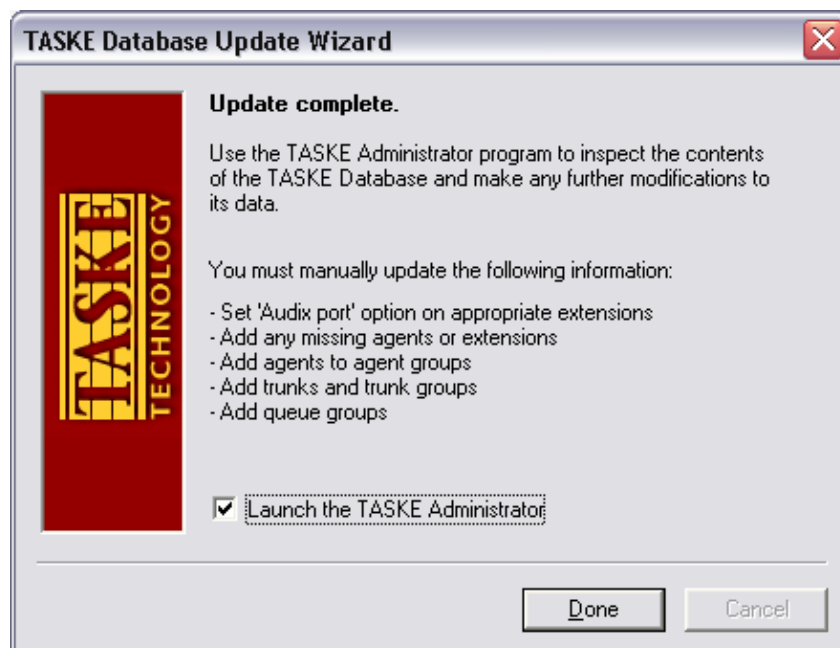 TASKE Database Update Wizard
TASKE
TECHNOLOGY
Update complete.
Use the TASKE Administrator program to inspect the contents
of the TASKE Database and make any further modifications to
its data.
You must manually update the following information:
- Set 'Audix port' option on appropriate extensions
- Add any missing agents or extensions
- Add agents to agent groups
- Add trunks and trunk groups
- Add queue groups
Launch the TASKE Administrator
Done
Cancel